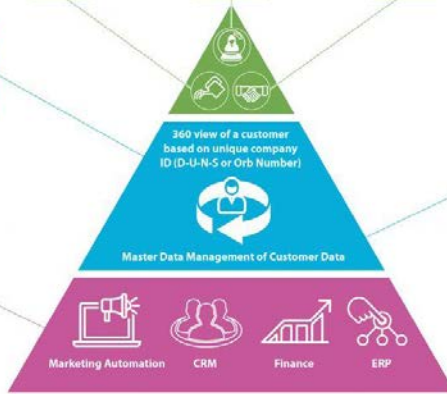 360 view of a customer
based on unique company
ID (D-U-N-S or Orb Number)
Master Data Management of Customer Data
Marketing Automation
CRM
Finance
ERP